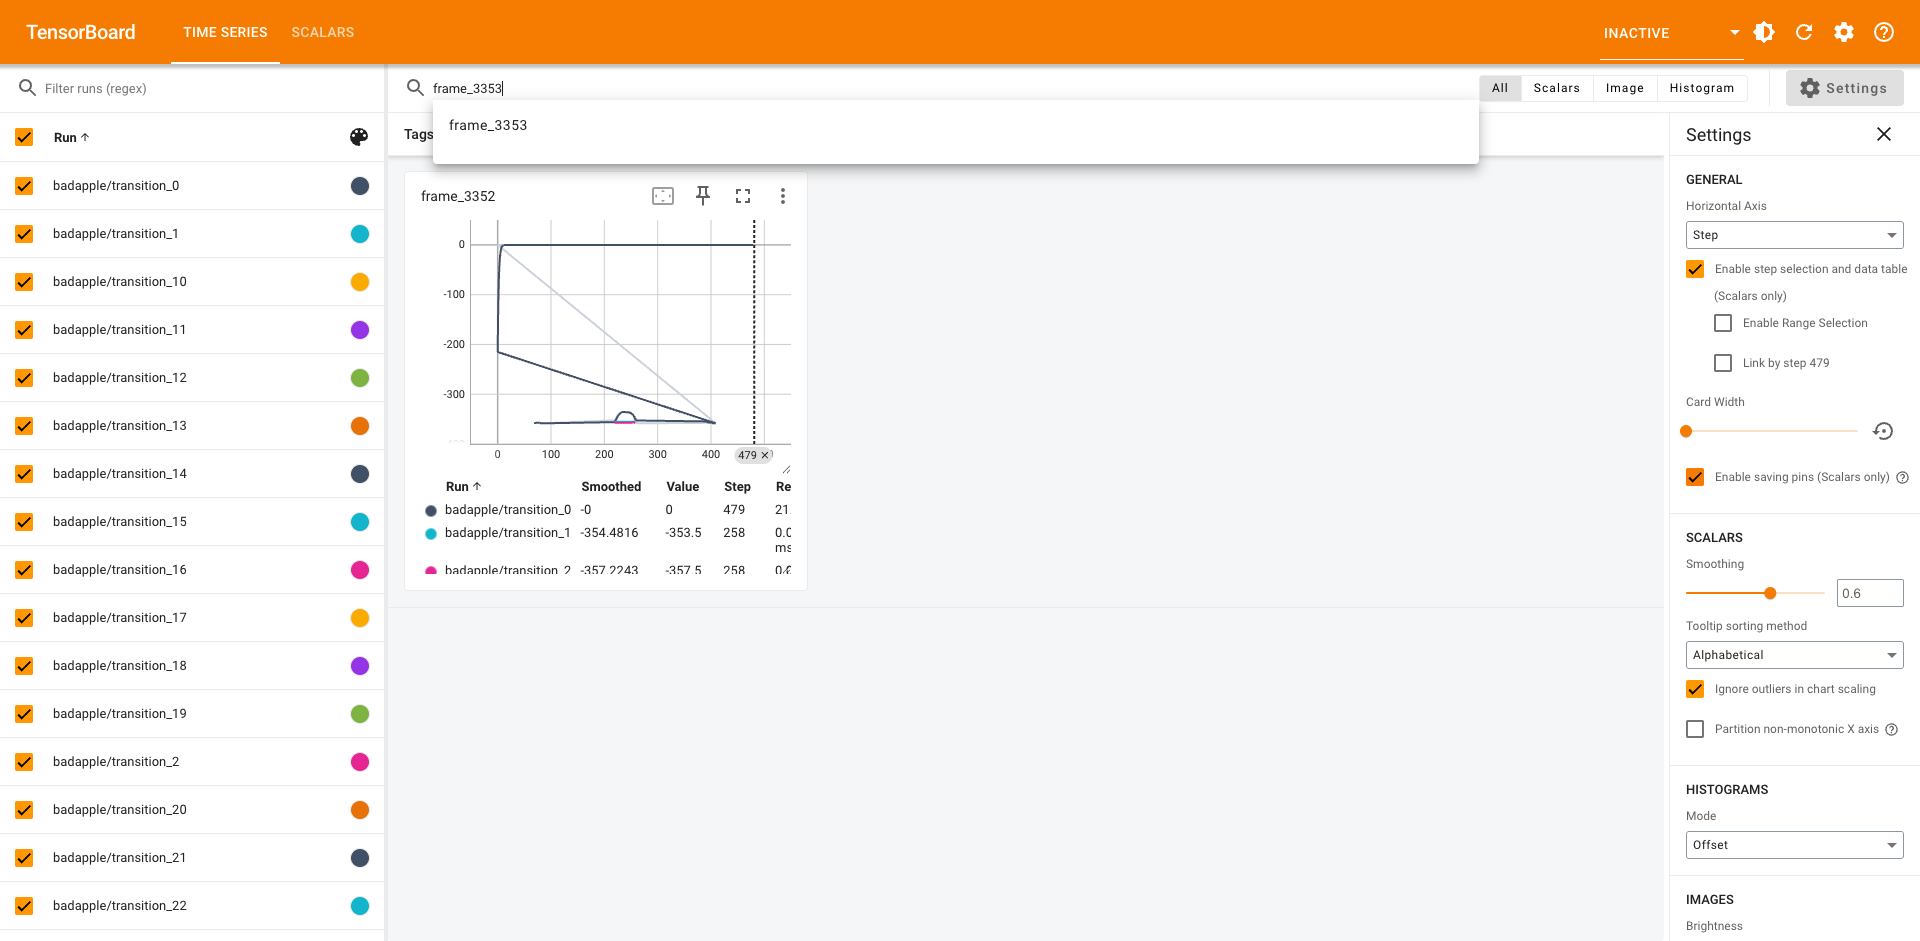 TensorBoard
TIME SERIES
SCALARS
INACTIVE
Filter runs (regex)
frame_3353
All
Scalars
Image
Histogram
Settings
frame_3353
Tags
Run
badapple/transition_0
badapple/transition_1
badapple/transition_10
badapple/transition_11
badapple/transition_12
badapple/transition_13
badapple/transition_14
badapple/transition_15
badapple/transition_16
badapple/transition_17
badapple/transition_18
badapple/transition_19
badapple/transition_2
badapple/transition_20
badapple/transition_21
badapple/transition_22
frame_3352
0
-100
-200
-300
0 100 200 300 400 479
Run Smoothed Value Step Re
badapple/transition_0 -0 0 479 21.
badapple/transition_1 -354.4816 -353.5 258 0.0
ms
badapple/transition_2 -357.2243 -357.5 258
Settings
GENERAL
Horizontal Axis
Step
Enable step selection and data table
(Scalars only)
Enable Range Selection
Link by step 479
Card Width
Enable saving pins (Scalars only)
SCALARS
Smoothing
0.6
Tooltip sorting method
Alphabetical
Ignore outliers in chart scaling
Partition non-monotonic X axis
HISTOGRAMS
Mode
Offset
IMAGES
Brightness